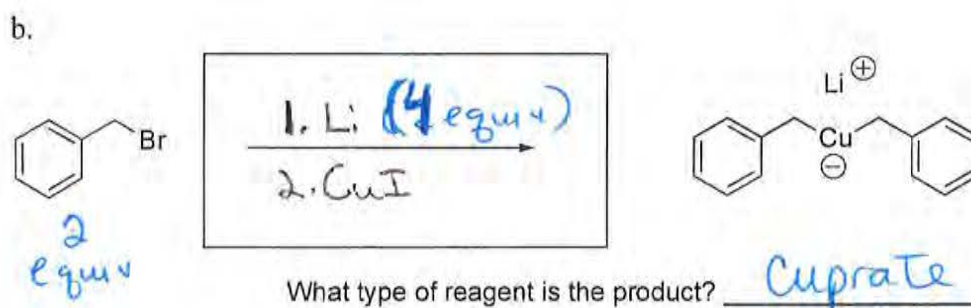 b.
Li ⊕
1. Li (4 equiv)
Br
Cu
⊖
2. CuI
2
equiv
What type of reagent is the product? Cuprate